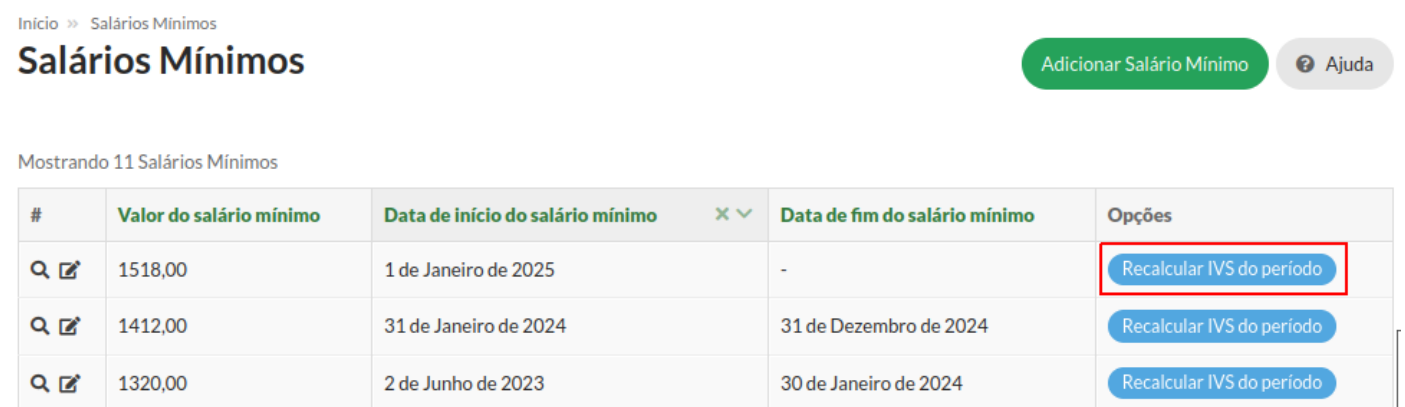 Início » Salários Mínimos
Salários Mínimos
Adicionar Salário Mínimo
Ajuda
Mostrando 11 Salários Mínimos
# Valor do salário mínimo Data de início do salário mínimo Data de fim do salário mínimo Opções
1518,00 1 de Janeiro de 2025 - Recalcular IVS do período
1412,00 31 de Janeiro de 2024 31 de Dezembro de 2024 Recalcular IVS do período
1320,00 2 de Junho de 2023 30 de Janeiro de 2024 Recalcular IVS do período